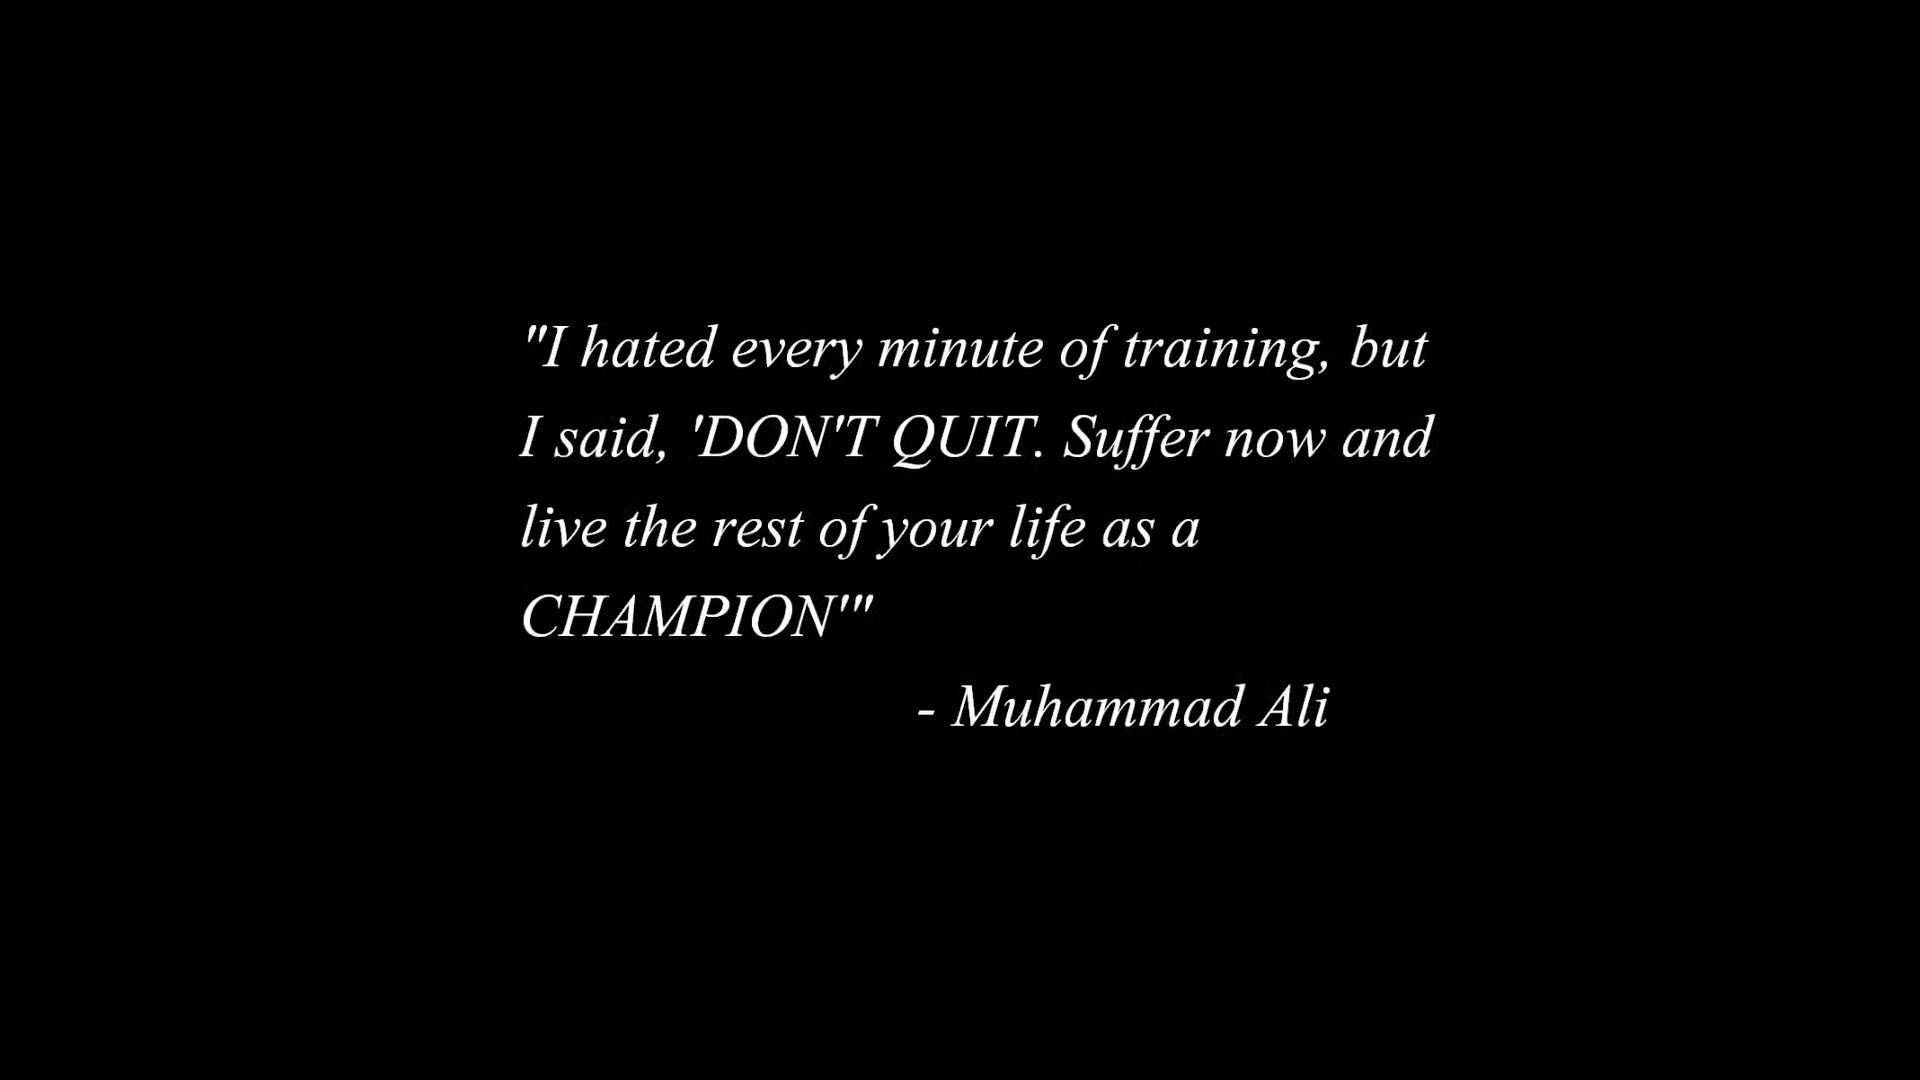 "I hated every minute of training, but
I said, 'DON'T QUIT. Suffer now and
live the rest of your life as a
CHAMPION'"
- Muhammad Ali